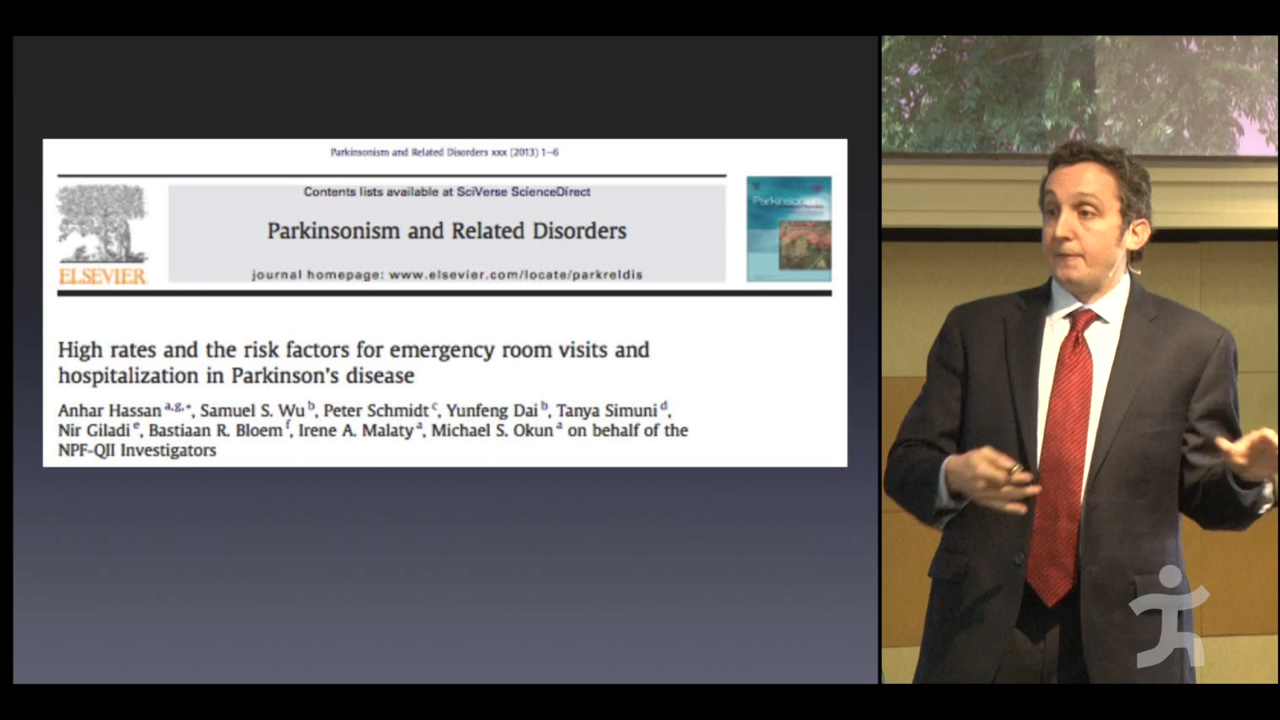 Parkinsonism and Related Disorders xxx (2013) 1–6
Contents lists available at SciVerse ScienceDirect
Parkinsonism and Related Disorders
journal homepage: www.elsevier.com/locate/parkreldis
ELSEVIER
Parkinsonism
High rates and the risk factors for emergency room visits and
hospitalization in Parkinson's disease
Anhar Hassan a,g,*, Samuel S. Wu b, Peter Schmidt c, Yunfeng Dai b, Tanya Simuni d,
Nir Giladi e, Bastiaan R. Bloem f, Irene A. Malaty a, Michael S. Okun a on behalf of the
NPF-QII Investigators